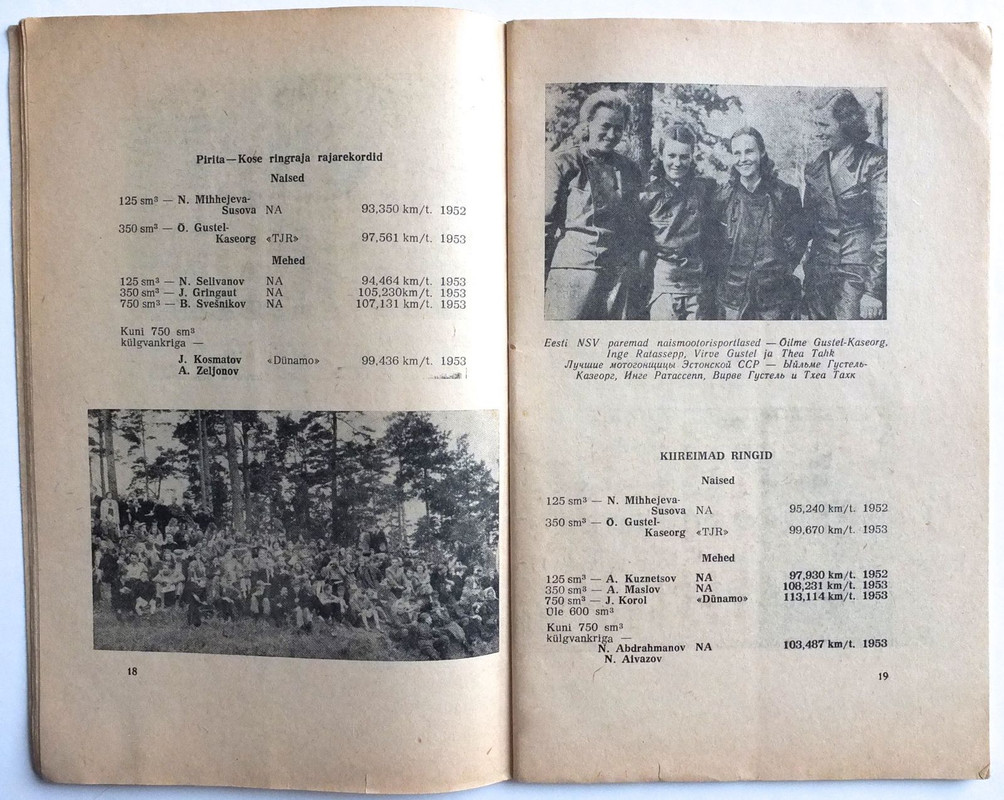 Pirita—Kose ringraja rajarekordid
Naised
125 sm³ — N. Mihhejeva-
Susova NA 93,350 km/t. 1952
350 sm³ — Õ. Gustel-
Kaseorg «TJR» 97,561 km/t. 1953
Mehed
125 sm³ — N. Selivanov NA 94,464 km/t. 1953
350 sm³ — J. Gringaut NA 105,230km/t. 1953
750 sm³ — B. Svešnikov NA 107,131 km/t. 1953
Kuni 750 sm³
külgvankriga —
J. Kosmatov «Dünamo» 99,436 km/t. 1953
A. Zeljonov
18
Eesti NSV paremad naismootorisportlased — Õilme Gustel-Kaseorg,
Inge Ratassepp, Virve Gustel ja Thea Tahk
Лучшие мотогонщицы Эстонской ССР — Ыйльме Густель-
Казеорг, Инге Ратассепп, Вирве Густель и Тхеа Тахк
KIIREIMAD RINGID
Naised
125 sm³ — N. Mihhejeva-
Susova NA 95,240 km/t. 1952
350 sm³ — Õ. Gustel-
Kaseorg «TJR» 99,670 km/t. 1953
Mehed
125 sm³ — A. Kuznetsov NA 97,930 km/t. 1952
350 sm³ — A. Maslov NA 108,231 km/t. 1953
750 sm³ — J. Korol «Dünamo» 113,114 km/t. 1953
Üle 600 sm³
Kuni 750 sm³
külgvankriga —
N. Abdrahmanov NA 103,487 km/t. 1953
N. Aivazov
19